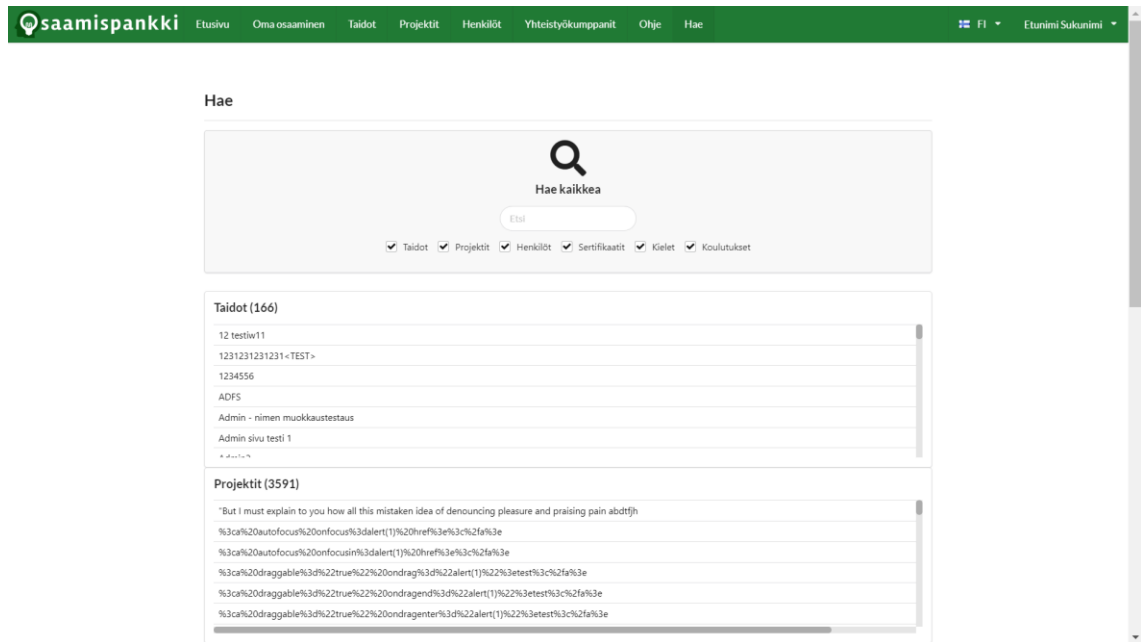 Osaamispankki Etusivu Oma osaaminen Taidot Projektit Henkilöt Yhteistyökumppanit Ohje Hae FI Etunimi Sukunimi
Hae
Hae kaikkea
Etsi
Taidot Projektit Henkilöt Sertifikaatit Kielet Koulutukset
Taidot (166)
12 testiw11
1231231231231<TEST>
1234556
ADFS
Admin - nimen muokkaustestaus
Admin sivu testi 1
Projektit (3591)
"But I must explain to you how all this mistaken idea of denouncing pleasure and praising pain abdtfjh
%3ca%20autofocus%20onfocus%3dalert(1)%20href%3e%3c%2fa%3e
%3ca%20autofocus%20onfocusin%3dalert(1)%20href%3e%3c%2fa%3e
%3ca%20draggable%3d%22true%22%20ondrag%3d%22alert(1)%22%3etest%3c%2fa%3e
%3ca%20draggable%3d%22true%22%20ondragend%3d%22alert(1)%22%3etest%3c%2fa%3e
%3ca%20draggable%3d%22true%22%20ondragenter%3d%22alert(1)%22%3etest%3c%2fa%3e